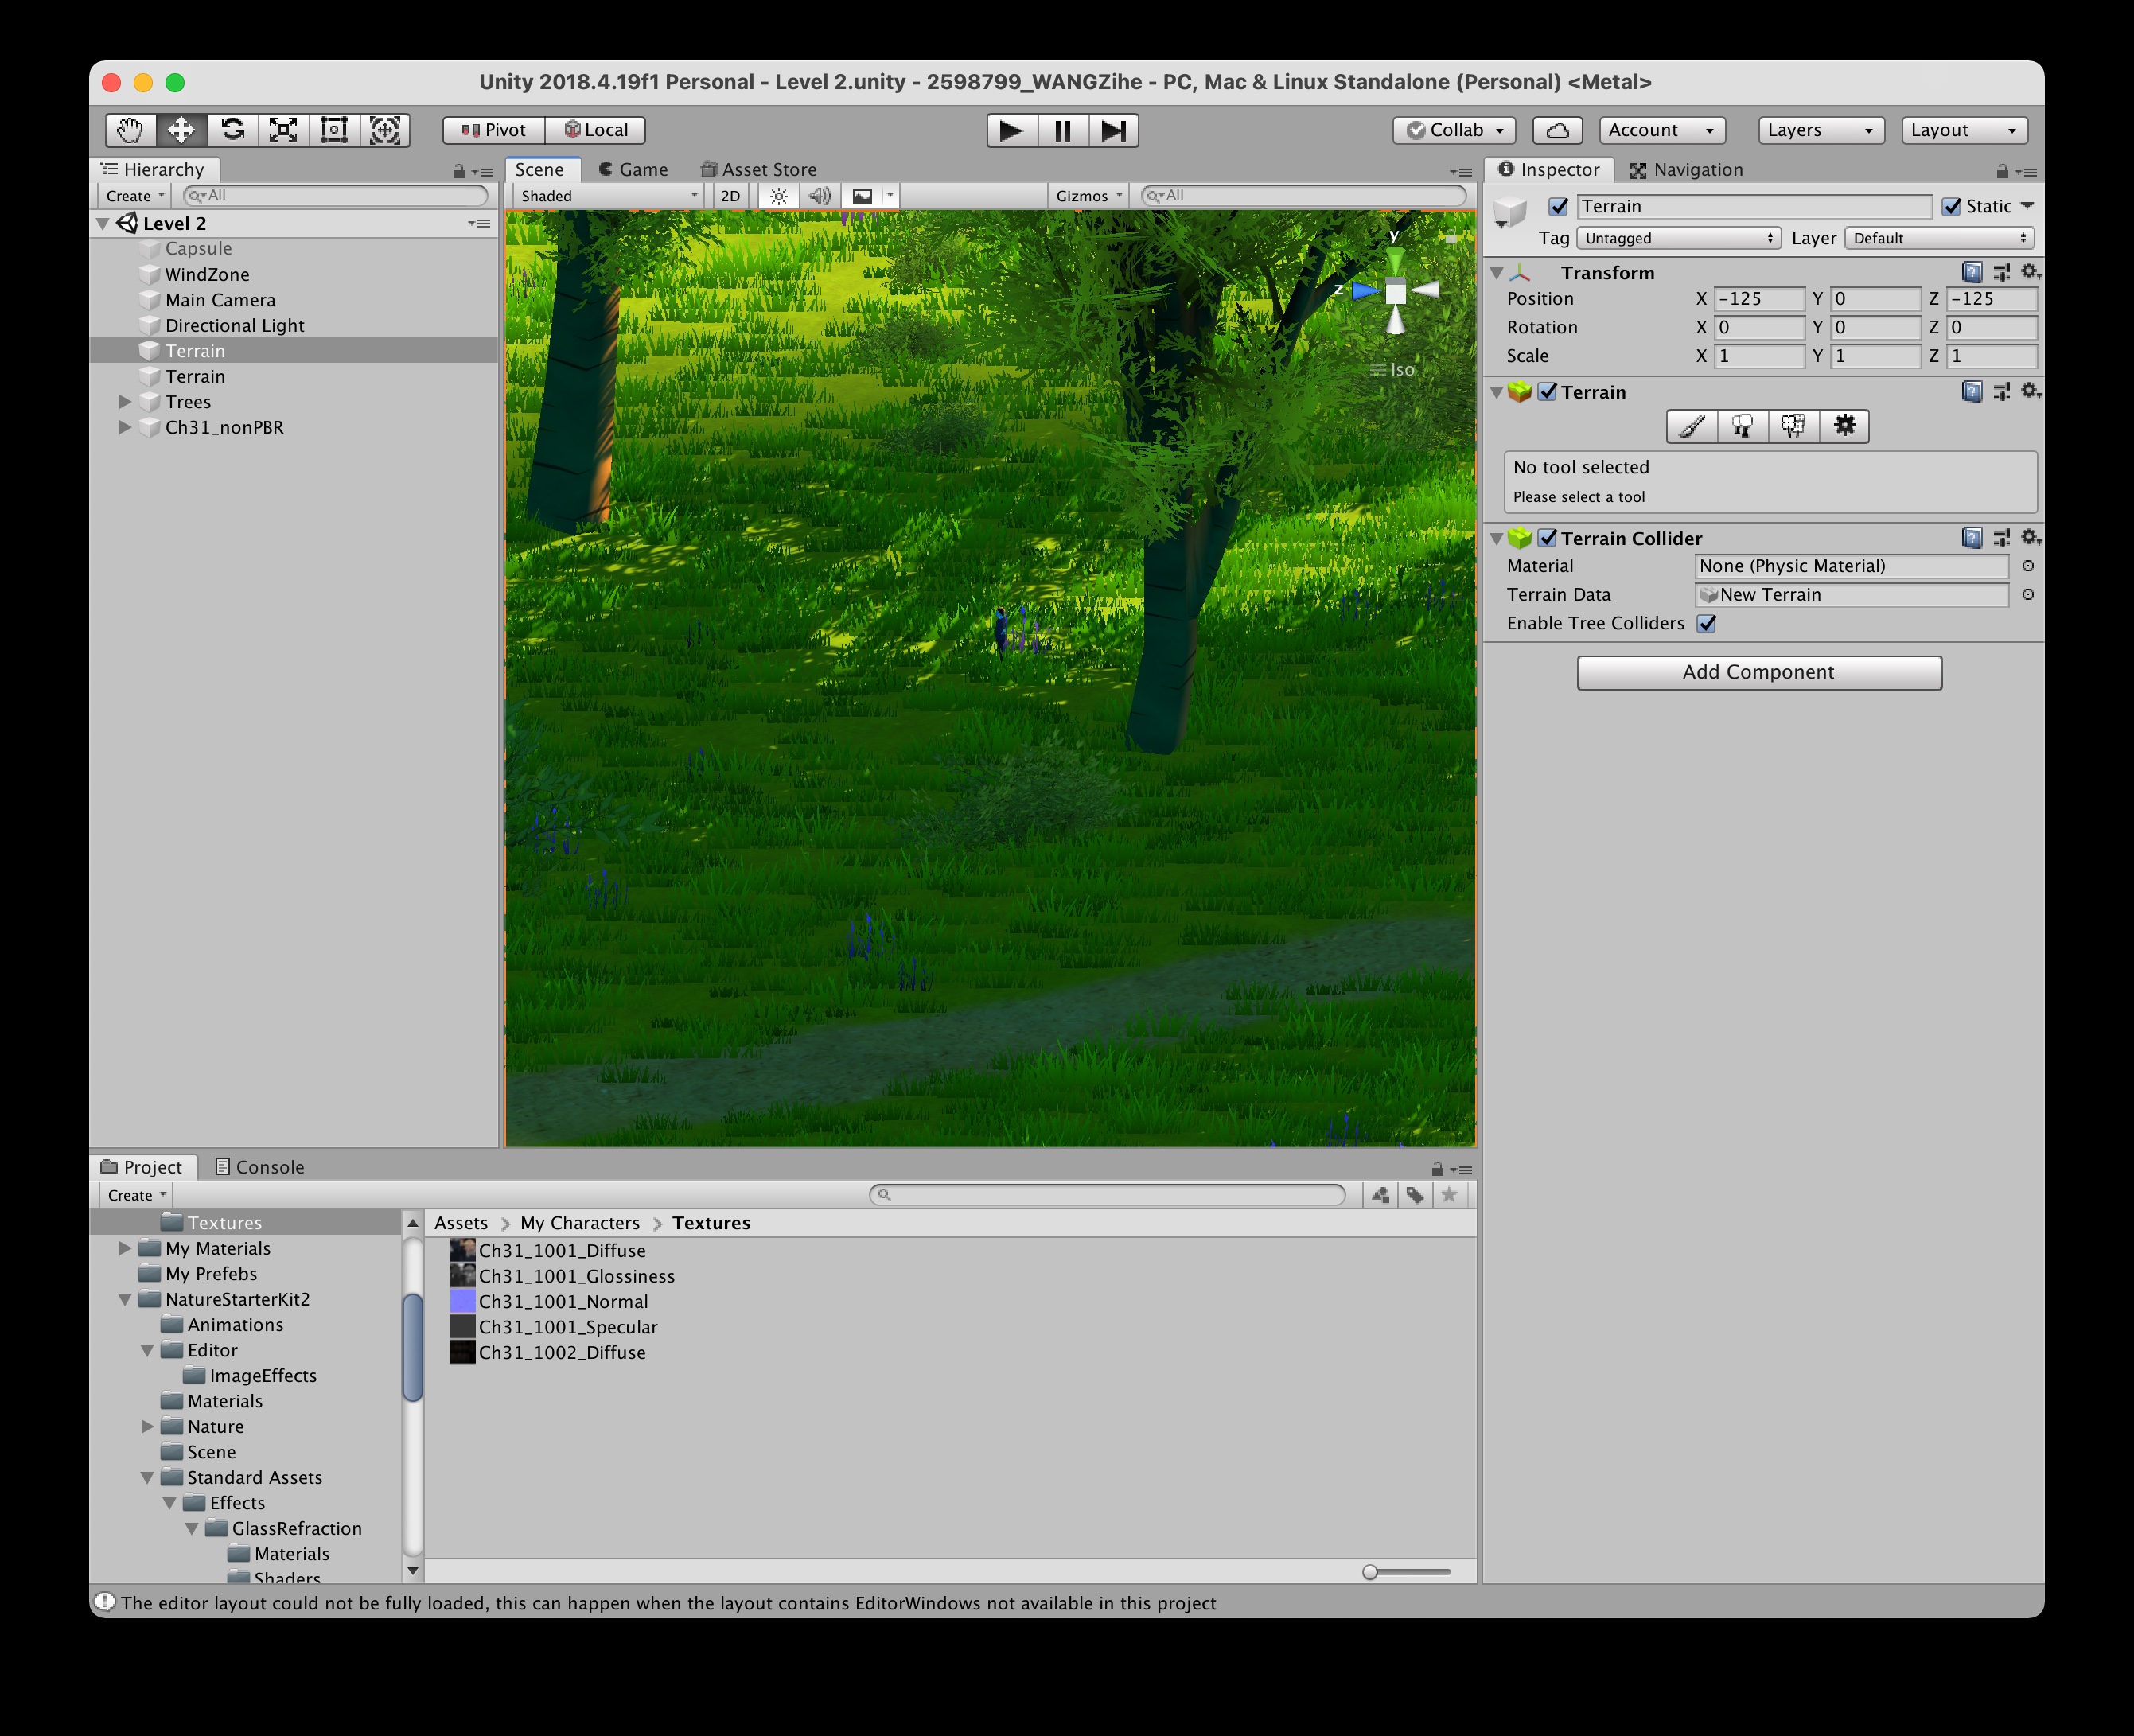 Unity 2018.4.19f1 Personal - Level 2.unity - 2598799_WANGZihe - PC, Mac & Linux Standalone (Personal) <Metal>
Pivot Local Collab Account Layers Layout
Hierarchy
Create All
Level 2
Capsule
WindZone
Main Camera
Directional Light
Terrain
Terrain
Trees
Ch31_nonPBR
Scene Game Asset Store
Shaded 2D Gizmos All
y
z
Iso
Inspector Navigation
Terrain Static
Tag Untagged Layer Default
Transform
Position X -125 Y 0 Z -125
Rotation X 0 Y 0 Z 0
Scale X 1 Y 1 Z 1
Terrain
No tool selected
Please select a tool
Terrain Collider
Material None (Physic Material)
Terrain Data New Terrain
Enable Tree Colliders
Add Component
Project Console
Create
Textures
My Materials
My Prefebs
NatureStarterKit2
Animations
Editor
ImageEffects
Materials
Nature
Scene
Standard Assets
Effects
GlassRefraction
Materials
Shaders
Assets > My Characters > Textures
Ch31_1001_Diffuse
Ch31_1001_Glossiness
Ch31_1001_Normal
Ch31_1001_Specular
Ch31_1002_Diffuse
The editor layout could not be fully loaded, this can happen when the layout contains EditorWindows not available in this project